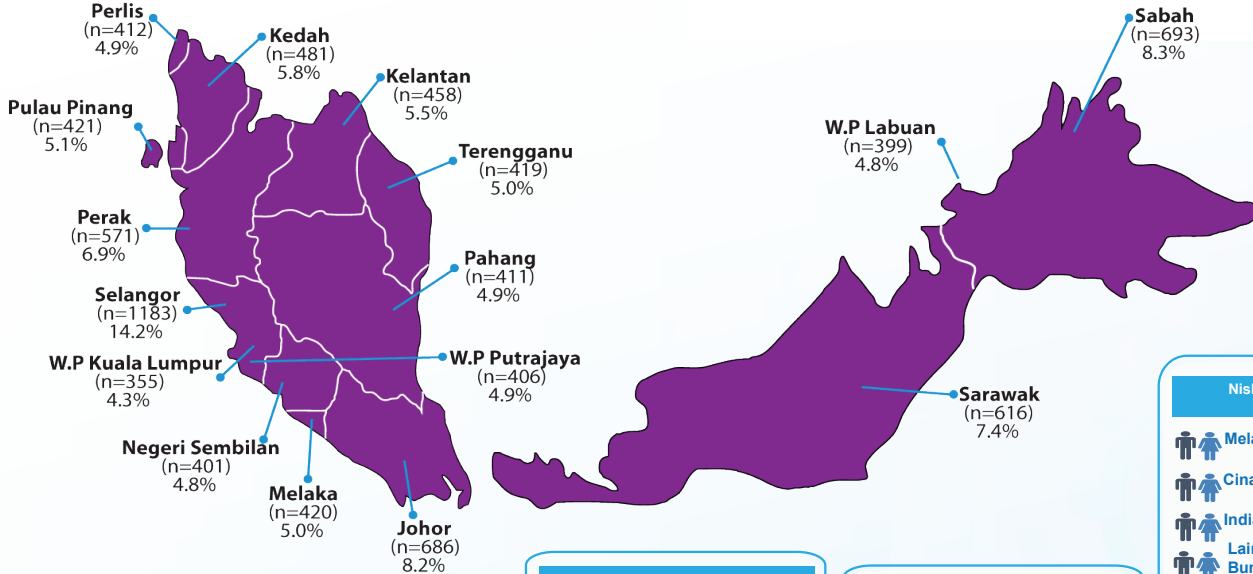 Perlis
(n=412)
4.9%
Kedah
(n=481)
5.8%
Kelantan
(n=458)
5.5%
Pulau Pinang
(n=421)
5.1%
Terengganu
(n=419)
5.0%
Perak
(n=571)
6.9%
Pahang
(n=411)
4.9%
Selangor
(n=1183)
14.2%
W.P Kuala Lumpur
(n=355)
4.3%
W.P Putrajaya
(n=406)
4.9%
Negeri Sembilan
(n=401)
4.8%
Melaka
(n=420)
5.0%
Johor
(n=686)
8.2%
Sabah
(n=693)
8.3%
W.P Labuan
(n=399)
4.8%
Sarawak
(n=616)
7.4%
Cina